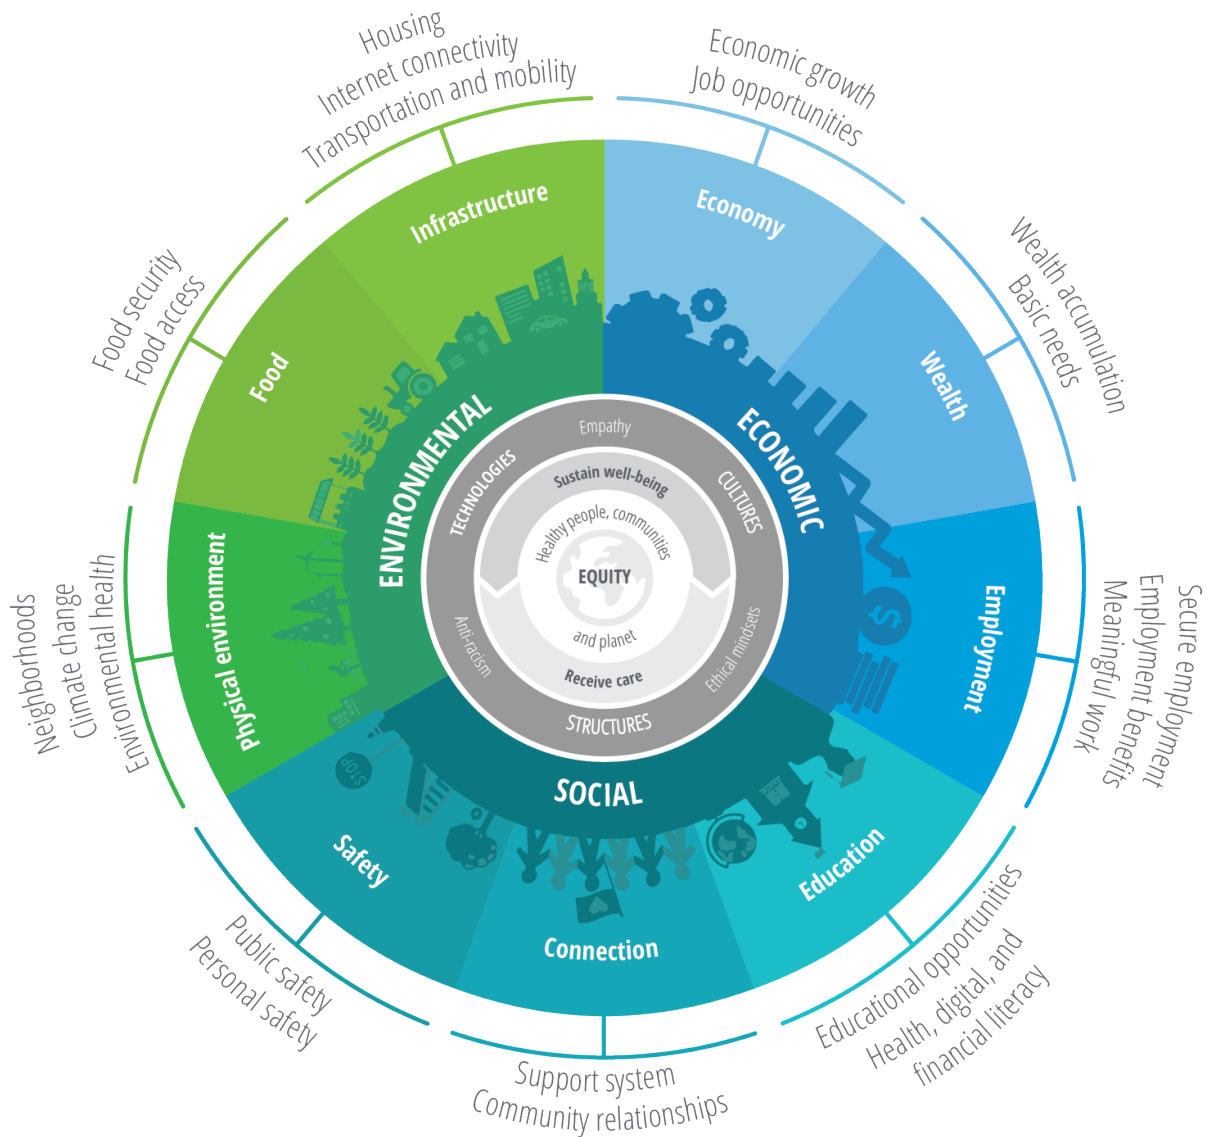 Housing
Internet connectivity
Transportation and mobility
Economic growth
Job opportunities
Infrastructure
Economy
Food security
Food access
Wealth accumulation
Basic needs
Food
Wealth
ENVIRONMENTAL
ECONOMIC
Empathy
TECHNOLOGIES
CULTURES
Sustain well-being
Healthy people, communities
EQUITY
and planet
Receive care
Anti-racism
Ethical mindsets
STRUCTURES
Neighborhoods
Climate change
Environmental health
Physical environment
Employment
Secure employment
Employment benefits
Meaningful work
$
STOP
SOCIAL
Safety
Education
Connection
Public safety
Personal safety
Educational opportunities
Health, digital, and
financial literacy
Support system
Community relationships